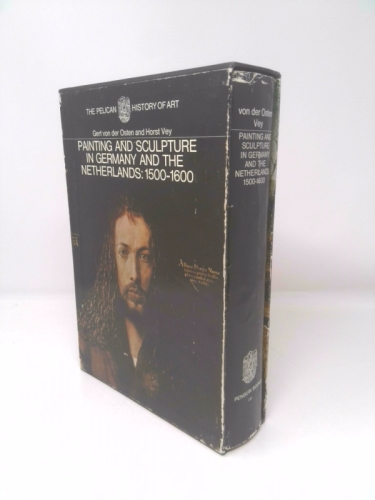 THE PELICAN HISTORY OF ART
Gert von der Osten and Horst Vey
PAINTING AND SCULPTURE
IN GERMANY AND THE
NETHERLANDS: 1500-1600
von der Osten
Vey
PAINTING AND
SCULPTURE
IN GERMANY
AND THE
NETHERLANDS
1500-1600